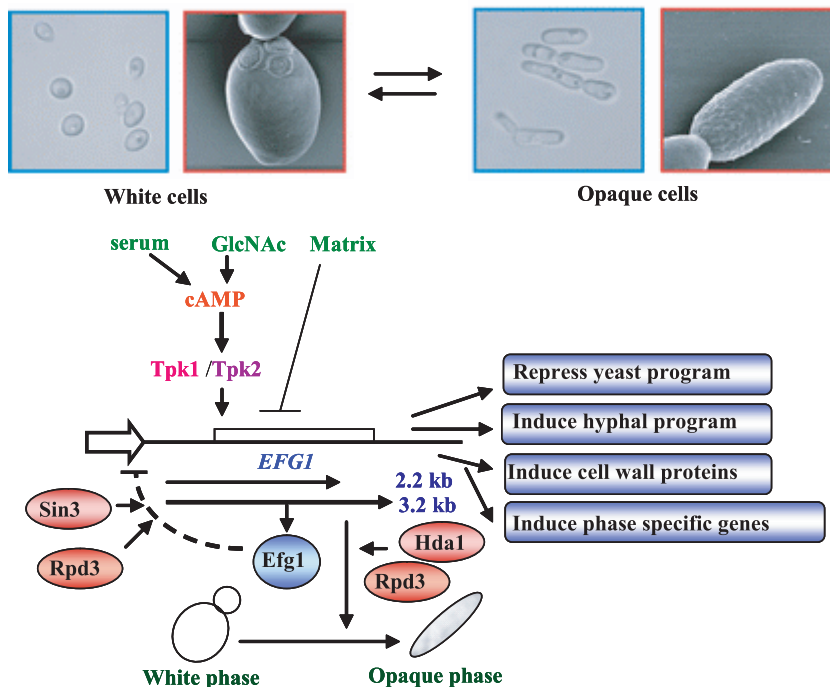 White cells
Opaque cells
serum
GlcNAc
Matrix
cAMP
Tpk1 /Tpk2
Repress yeast program
Induce hyphal program
EFG1
Induce cell wall proteins
2.2 kb
3.2 kb
Induce phase specific genes
Sin3
Hda1
Rpd3
Efg1
Rpd3
White phase
Opaque phase